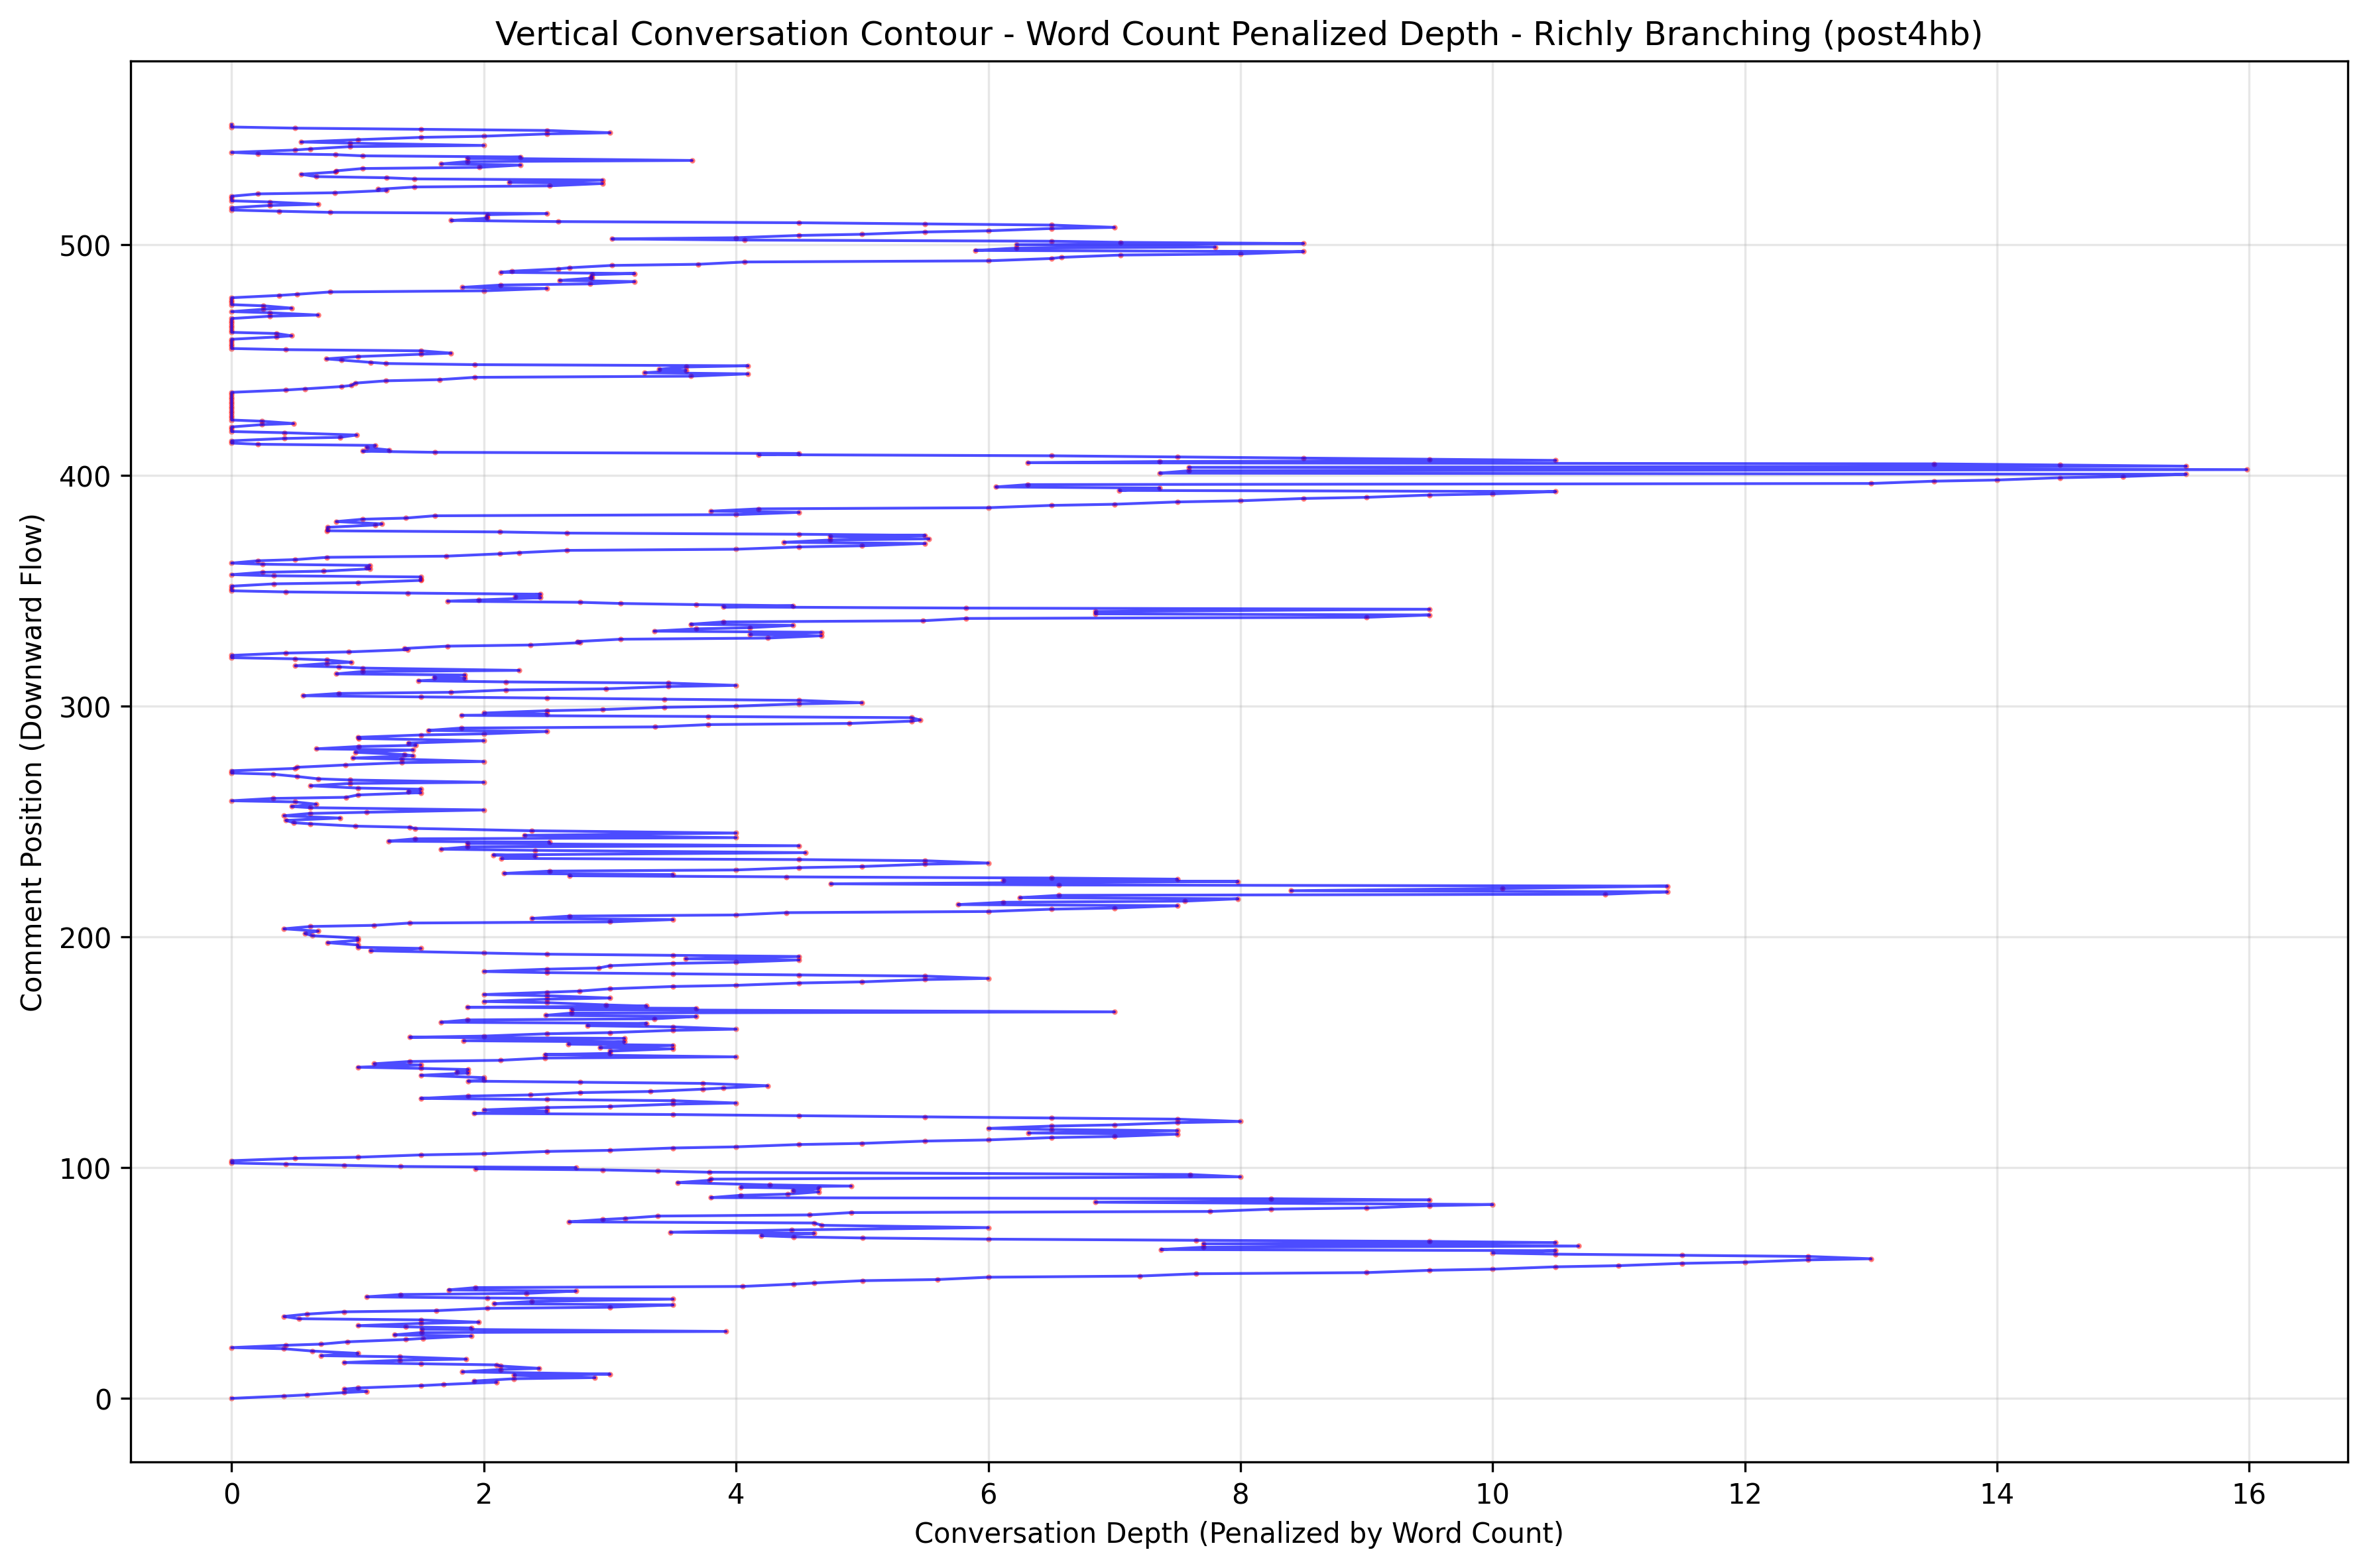 Vertical Conversation Contour - Word Count Penalized Depth - Richly Branching (post4hb)
Comment Position (Downward Flow)
500
400
300
200
100
0
0 2 4 6 8 10 12 14 16
Conversation Depth (Penalized by Word Count)